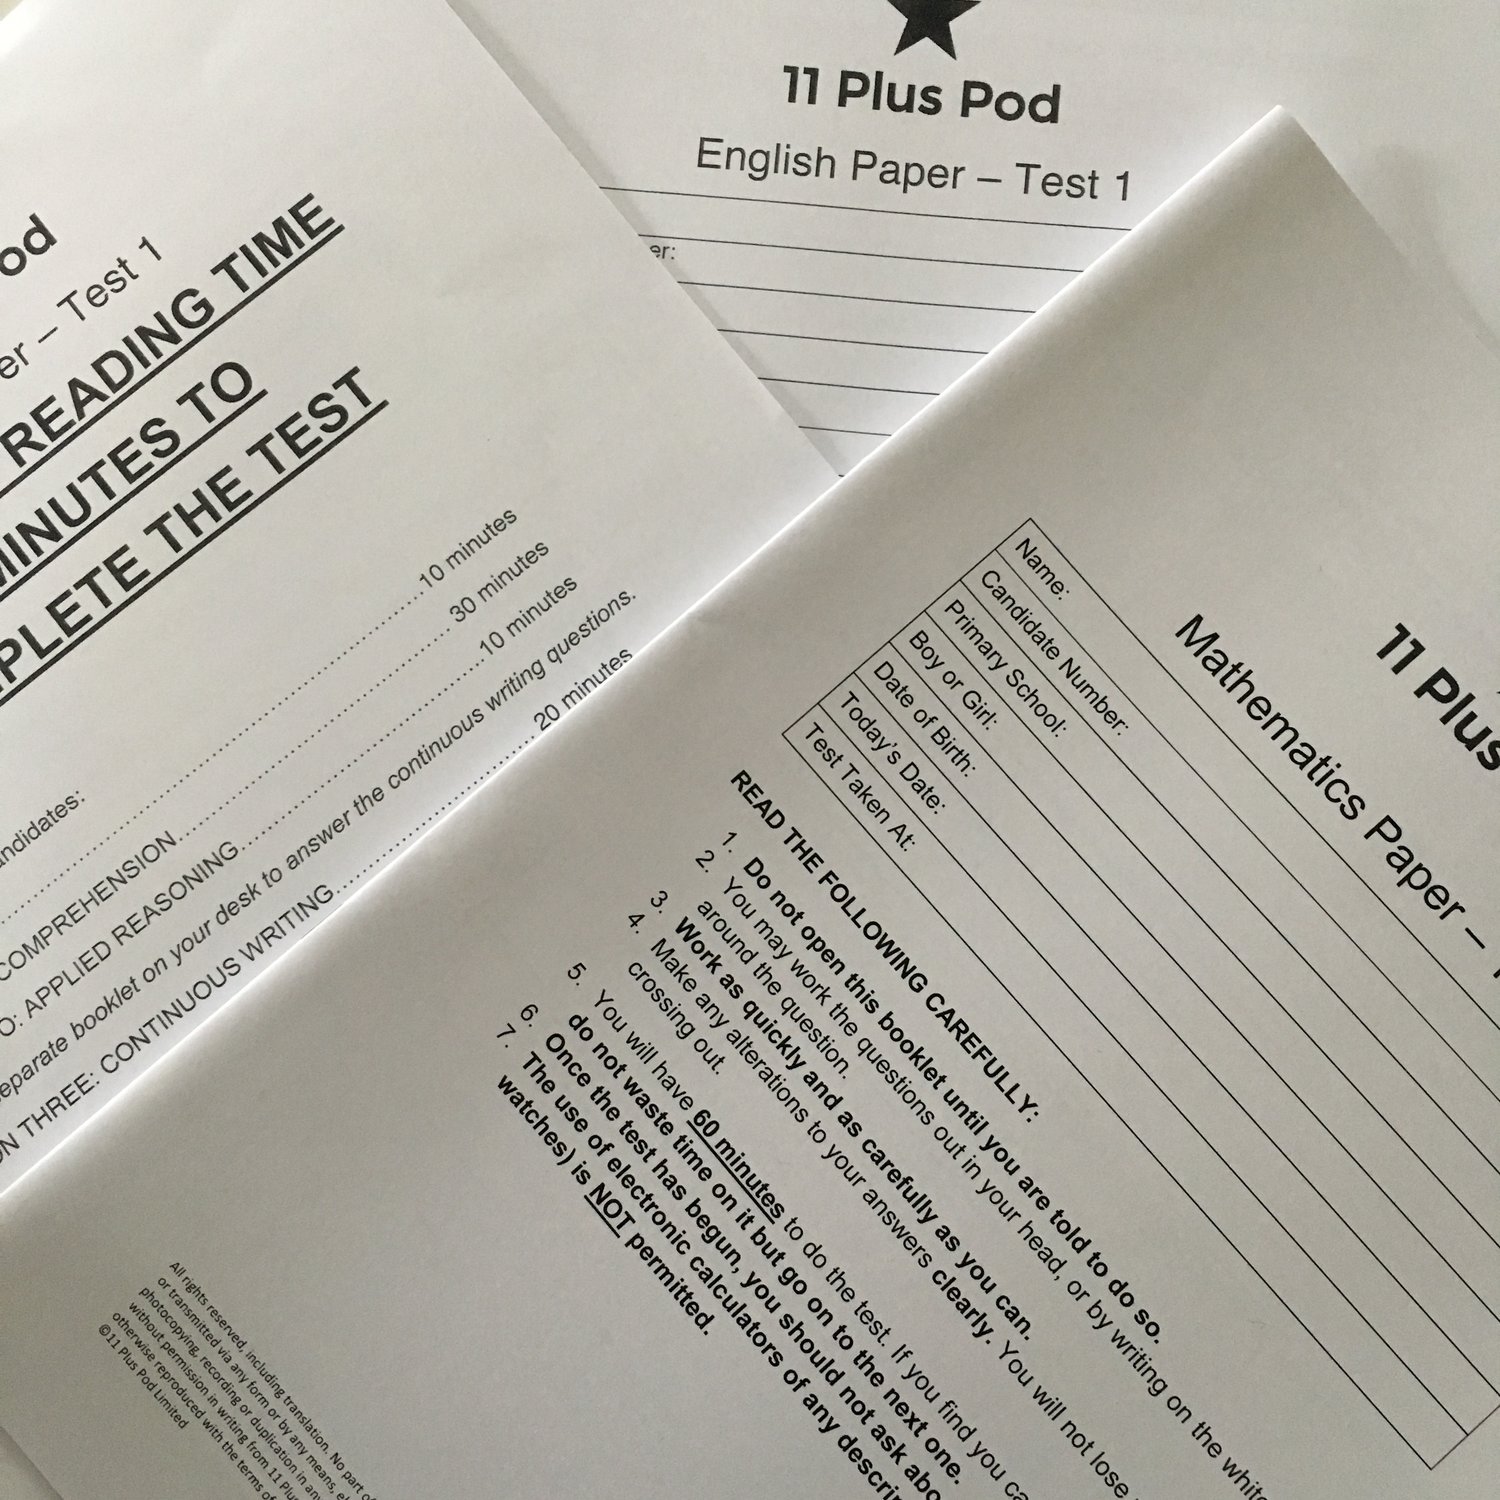 11 Plus Pod
English Paper – Test 1
er:
od
er – Test 1
READING TIME
MINUTES TO
PLETE THE TEST
andidates:
10 minutes
COMPREHENSION 30 minutes
O: APPLIED REASONING 10 minutes
eparate booklet on your desk to answer the continuous writing questions.
ON THREE: CONTINUOUS WRITING 20 minutes
11 Plus
Mathematics Paper –
Name:
Candidate Number:
Primary School:
Boy or Girl:
Date of Birth:
Today's Date:
Test Taken At:
READ THE FOLLOWING CAREFULLY:
1. Do not open this booklet until you are told to do so.
2. You may work the questions out in your head, or by writing on the white
around the question.
3. Work as quickly and as carefully as you can.
4. Make any alterations to your answers clearly. You will not lose
crossing out.
5. You will have 60 minutes to do the test. If you find you ca
do not waste time on it but go on to the next one.
6. Once the test has begun, you should not ask abo
7. The use of electronic calculators of any descri
watches) is NOT permitted.
All rights reserved, including translation. No part of
or transmitted via any form or by any means, el
photocopying, recording or duplication in any
without permission in writing from 11 Plus
otherwise reproduced with the terms of
©11 Plus Pod Limited